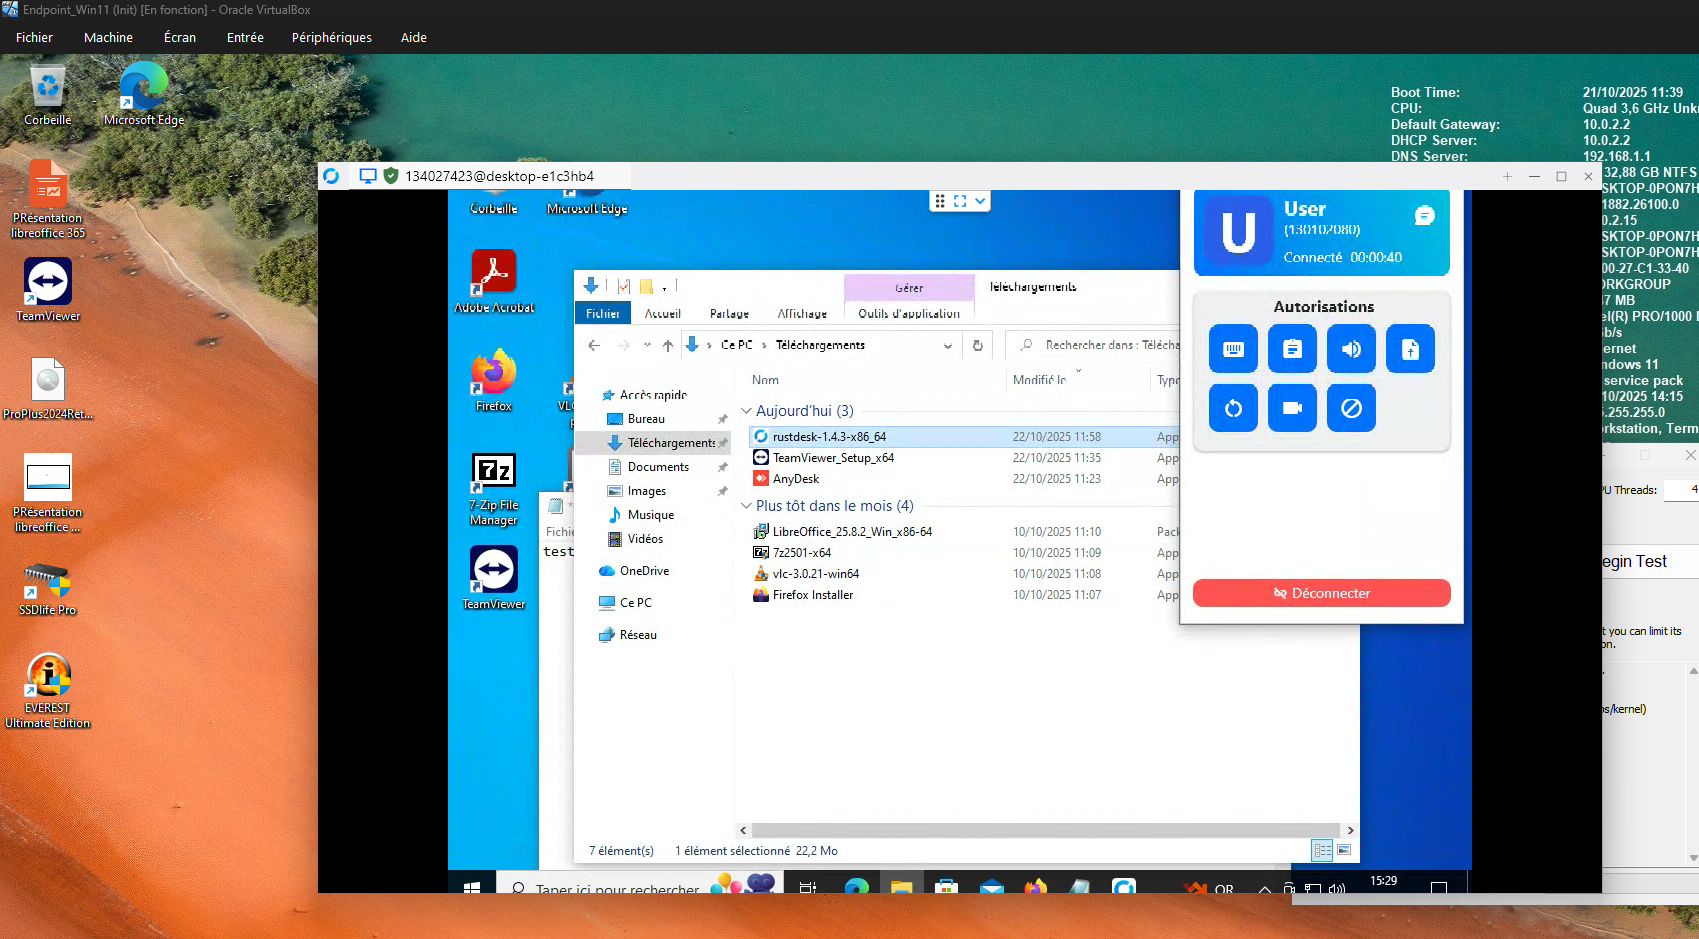 Endpoint_Win11 (Init) [En fonction] - Oracle VirtualBox
Fichier Machine Écran Entrée Périphériques Aide
Corbeille
Microsoft Edge
PRésentation
libreoffice 365
TeamViewer
ProPlus2024Ret...
PRésentation
libreoffice ...
SSDlife Pro
EVEREST
Ultimate Edition
Boot Time: 21/10/2025 11:39
CPU: Quad 3,6 GHz Unk
Default Gateway: 10.0.2.2
DHCP Server: 10.0.2.2
DNS Server: 192.168.1.1
32,88 GB NTFS
SKTOP-0PON7H
1882.26100.0
0.2.15
SKTOP-0PON7H
SKTOP-0PON7H
00-27-C1-33-40
ORKGROUP
47 MB
el(R) PRO/1000
b/s
ernet
ndows 11
service pack
/10/2025 14:15
5.255.255.0
orkstation, Term
PU Threads: 4
egin Test
t you can limit its
on.
os/kernel)
134027423@desktop-e1c3hb4
Corbeille
Microsoft Edge
Adobe Acrobat
Firefox
VLC
7-Zip File
Manager
TeamViewer
Fichie
test
Gérer
Téléchargements
Fichier Accueil Partage Affichage Outils d'application
Ce PC Téléchargements
Rechercher dans : Télécha
Accès rapide
Bureau
Téléchargements
Documents
Images
Musique
Vidéos
OneDrive
Ce PC
Réseau
Nom Modifié le Type
Aujourd'hui (3)
rustdesk-1.4.3-x86_64 22/10/2025 11:58 App
TeamViewer_Setup_x64 22/10/2025 11:35 App
AnyDesk 22/10/2025 11:23 App
Plus tôt dans le mois (4)
LibreOffice_25.8.2_Win_x86-64 10/10/2025 11:10 Pack
7z2501-x64 10/10/2025 11:09 App
vlc-3.0.21-win64 10/10/2025 11:08 App
Firefox Installer 10/10/2025 11:07 App
7 élément(s) 1 élément sélectionné 22,2 Mo
U
User
(130102080)
Connecté 00:00:40
Autorisations
Déconnecter
Taper ici pour rechercher
OR
15:29